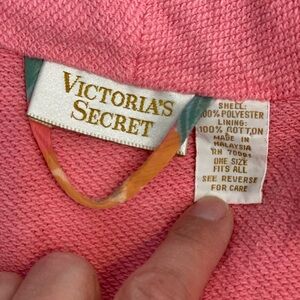 VICTORIA'S
SECRET
SHELL:
100% POLYESTER
LINING:
100% COTTON
MADE IN
MALAYSIA
RN 70001
ONE SIZE
FITS ALL
SEE REVERSE
FOR CARE